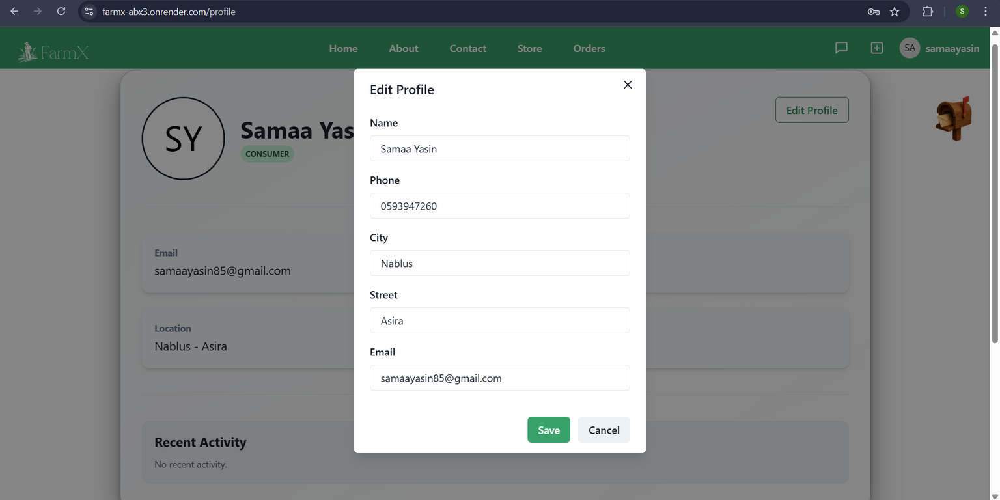 farmx-abx3.onrender.com/profile
S
FarmX
Home
About
Contact
Store
Orders
SA
samaayasin
SY
Samaa Yas
CONSUMER
Edit Profile
Email
samaayasin85@gmail.com
Location
Nablus - Asira
Recent Activity
No recent activity.
Edit Profile
Name
Samaa Yasin
Phone
0593947260
City
Nablus
Street
Asira
Email
samaayasin85@gmail.com
Save
Cancel